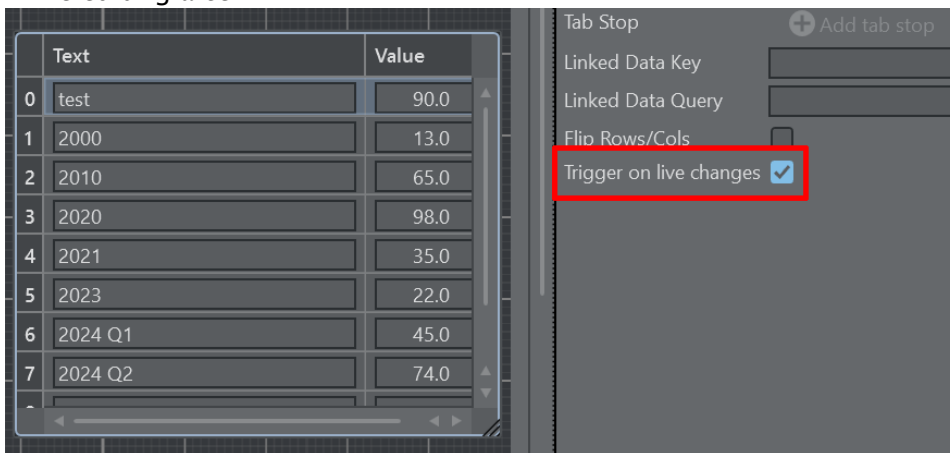 Text Value
0 test 90.0
1 2000 13.0
2 2010 65.0
3 2020 98.0
4 2021 35.0
5 2023 22.0
6 2024 Q1 45.0
7 2024 Q2 74.0
Tab Stop Add tab stop
Linked Data Key
Linked Data Query
Flip Rows/Cols
Trigger on live changes